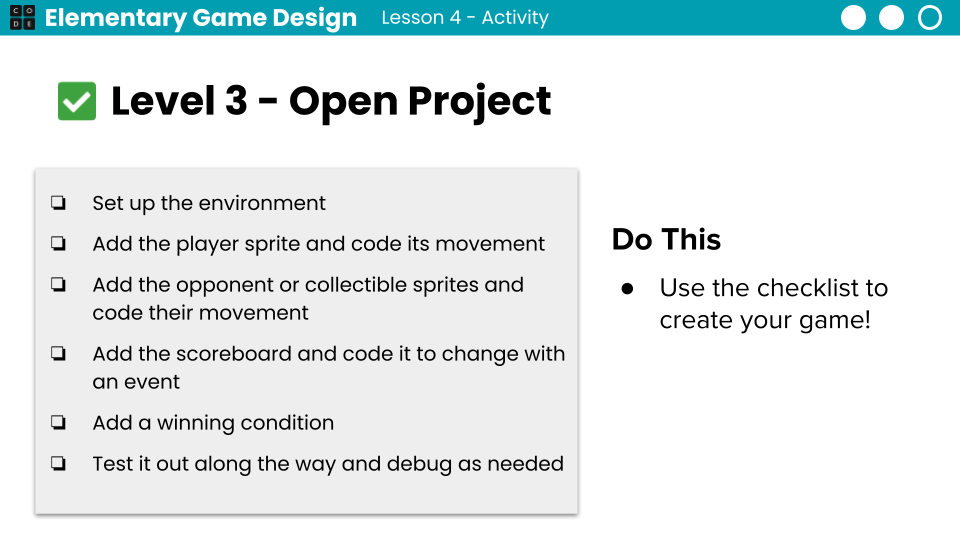 CO
DE
Elementary Game Design
Lesson 4 - Activity
Level 3 - Open Project
❏ Set up the environment
❏ Add the player sprite and code its movement
❏ Add the opponent or collectible sprites and
code their movement
❏ Add the scoreboard and code it to change with
an event
❏ Add a winning condition
❏ Test it out along the way and debug as needed
Do This
● Use the checklist to
create your game!